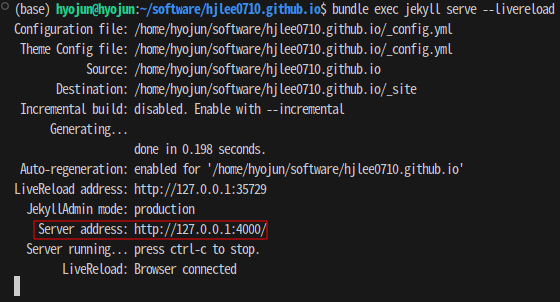 (base) hyojun@hyojun:~/software/hjlee0710.github.io$ bundle exec jekyll serve --livereload
Configuration file: /home/hyojun/software/hjlee0710.github.io/_config.yml
Theme Config file: /home/hyojun/software/hjlee0710.github.io/_config.yml
Source: /home/hyojun/software/hjlee0710.github.io
Destination: /home/hyojun/software/hjlee0710.github.io/_site
Incremental build: disabled. Enable with --incremental
Generating...
done in 0.198 seconds.
Auto-regeneration: enabled for '/home/hyojun/software/hjlee0710.github.io'
LiveReload address: http://127.0.0.1:35729
JekyllAdmin mode: production
Server address: http://127.0.0.1:4000/
Server running... press ctrl-c to stop.
LiveReload: Browser connected